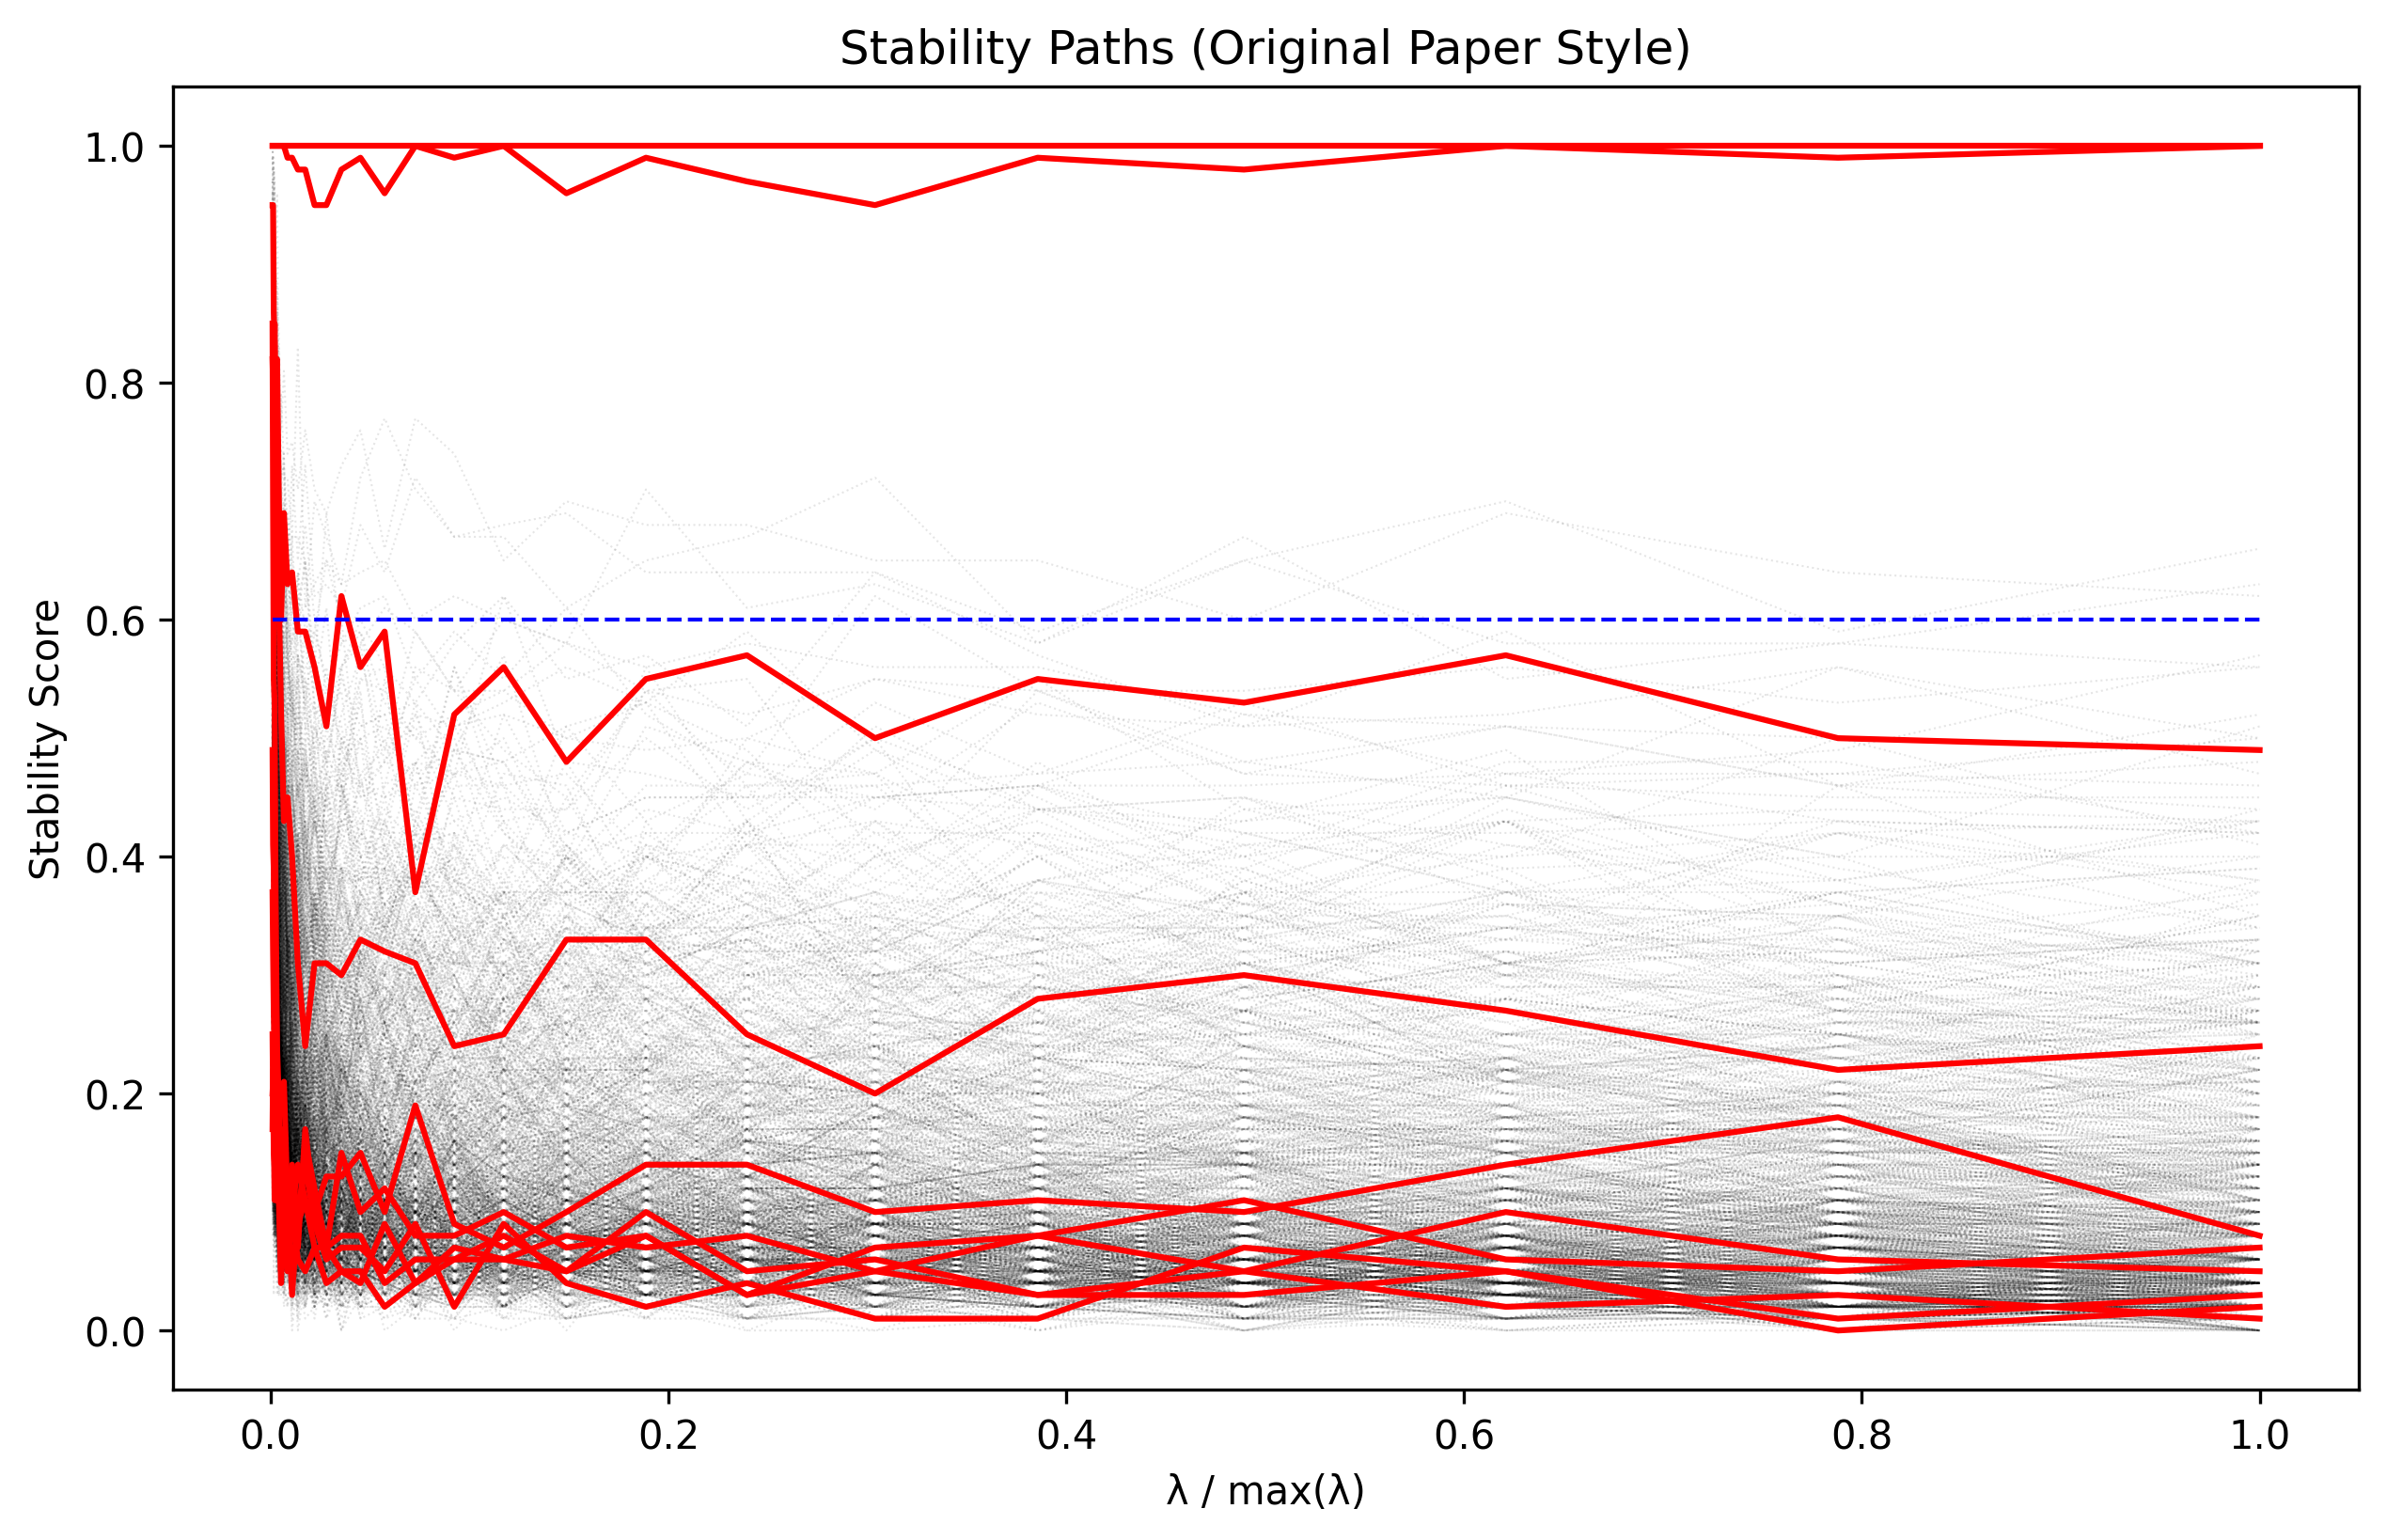 Stability Paths (Original Paper Style)
1.0
0.8
0.6
0.4
0.2
0.0
Stability Score
0.0 0.2 0.4 0.6 0.8 1.0
λ / max(λ)